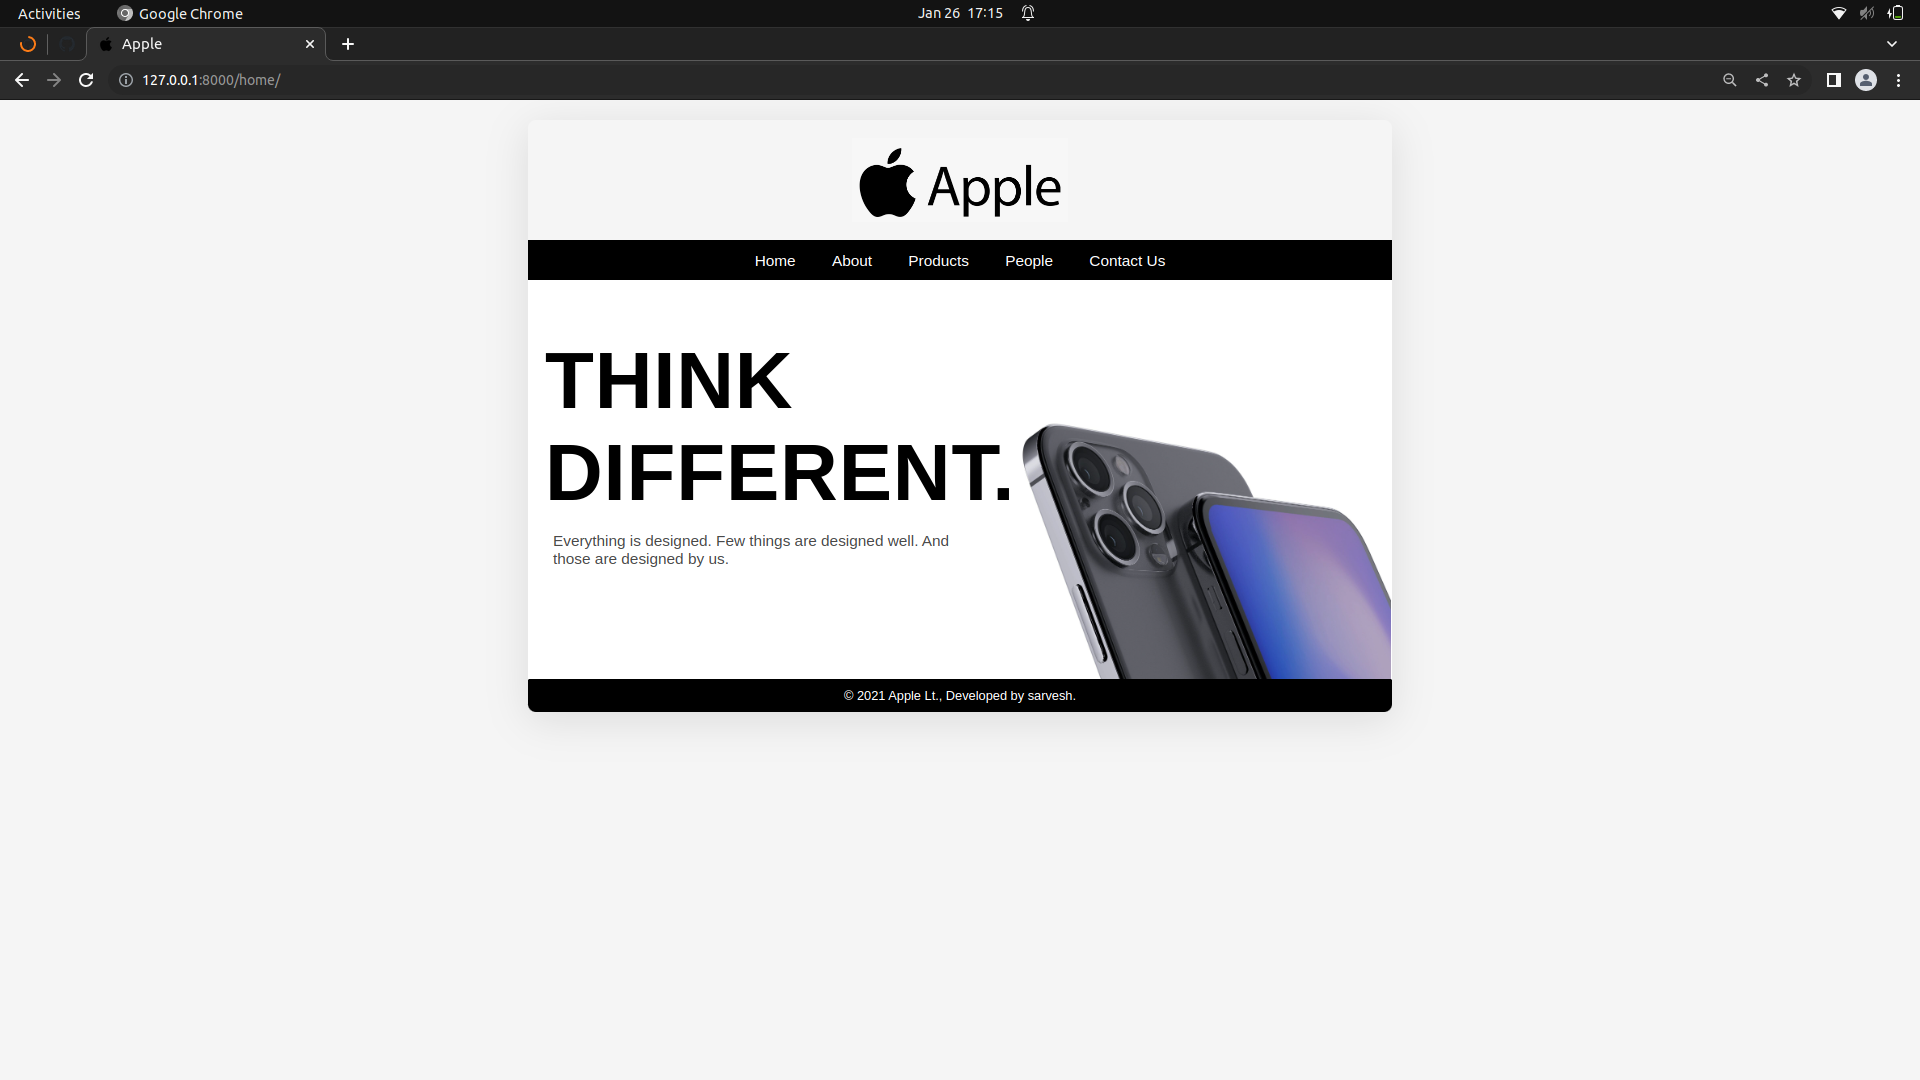 Activities
Google Chrome
Jan 26 17:15
Apple
127.0.0.1:8000/home/
Apple
Home About Products People Contact Us
THINK
DIFFERENT.
Everything is designed. Few things are designed well. And
those are designed by us.
© 2021 Apple Lt., Developed by sarvesh.